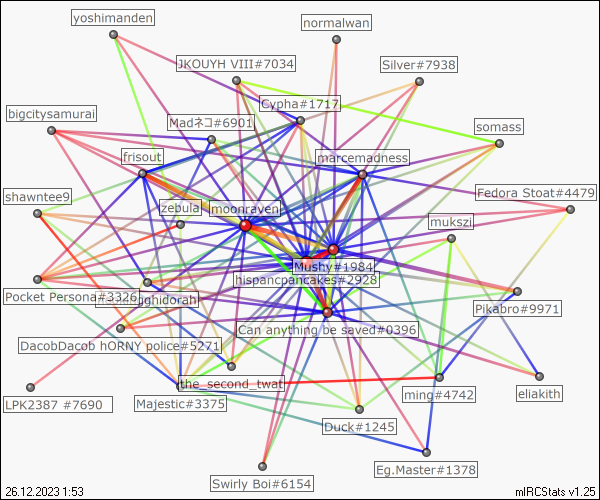 yoshimanden
normalwan
JKOUYH VIII#7034
Silver#7938
Cypha#1717
bigcitysamurai
Madネコ#6901
somass
frisout
marcemadness
shawntee9
Fedora Stoat#4479
zebula
moonraven
mukszi
Mushy#1984
hispancpancakes#2928
Pocket Persona#3326
gghidorah
Pikabro#9971
Can anything be saved#0396
DacobDacob hORNY police#5271
the_second_twat
LPK2387 #7690
Majestic#3375
ming#4742
eliakith
Duck#1245
Eg.Master#1378
Swirly Boi#6154
26.12.2023 1:53
mIRCStats v1.25